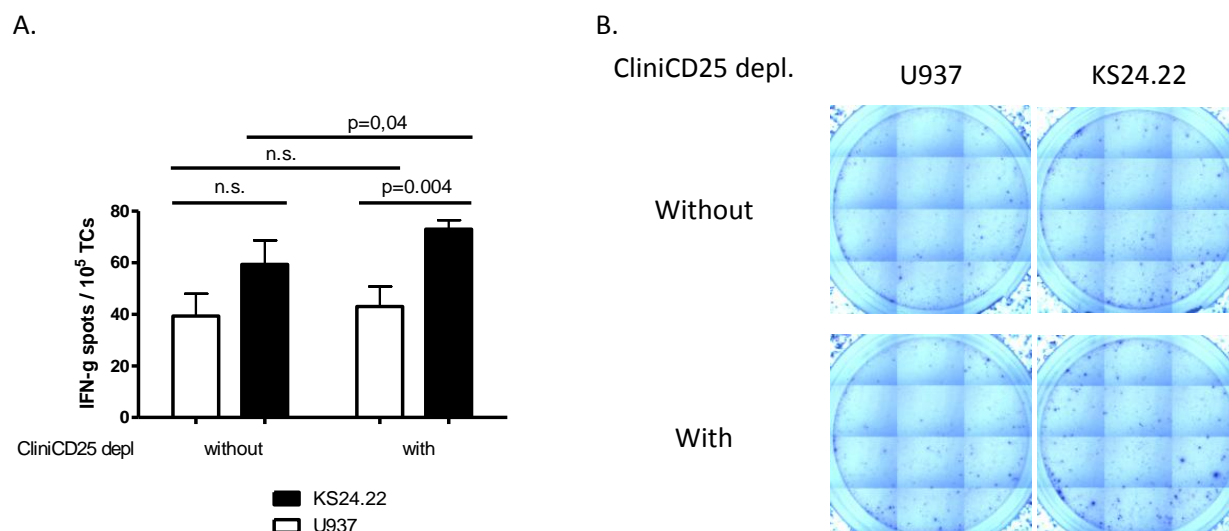 A.
p=0,04
n.s.
n.s.
p=0.004
80
60
40
20
0
IFN-g spots / 10⁵ TCs
CliniCD25 depl
without
with
KS24.22
U937
B.
CliniCD25 depl.
U937
KS24.22
Without
With